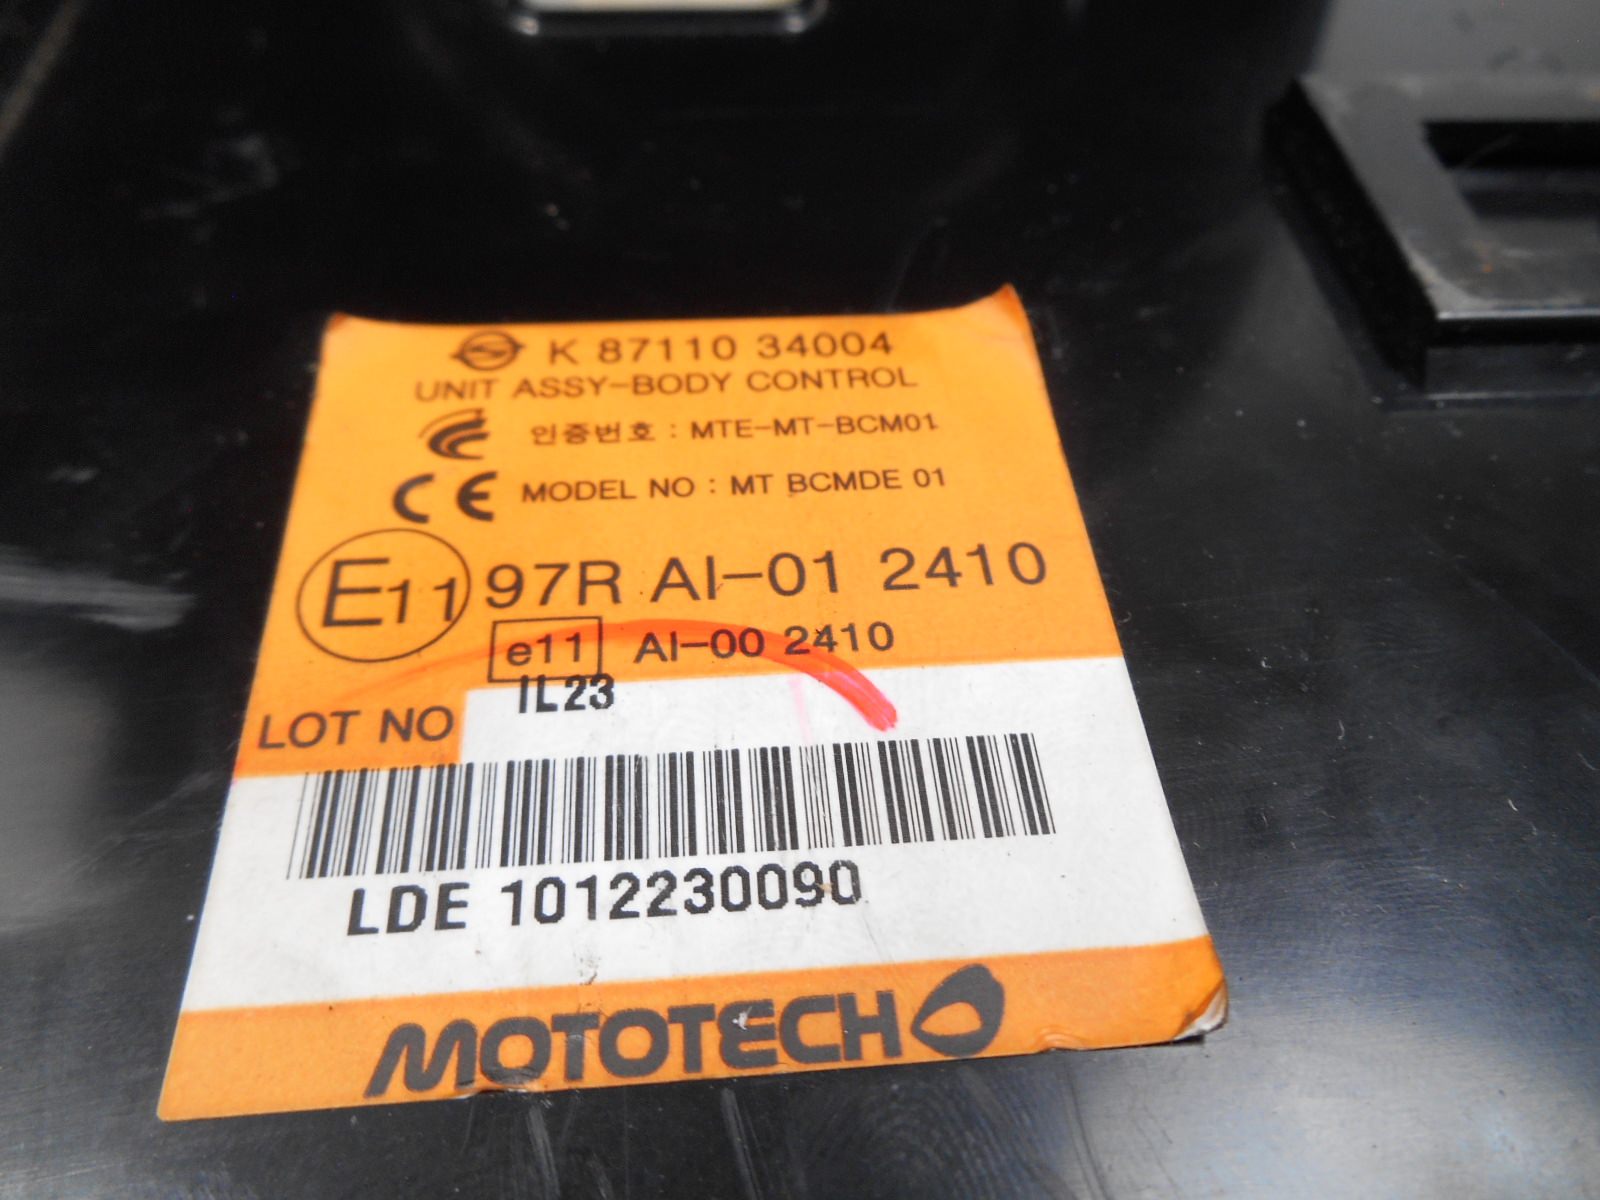 K 87110 34004
UNIT ASSY-BODY CONTROL
인증번호 : MTE-MT-BCM01
CE MODEL NO : MT BCMDE 01
E11 97R AI-01 2410
e11 AI-00 2410
IL23
LOT NO
LDE 1012230090
MOTOTECH